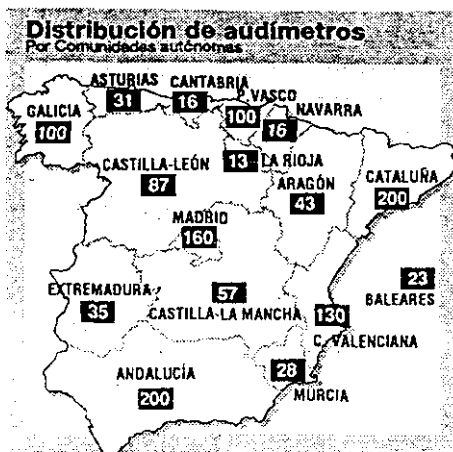 Distribución de audímetros
Por Comunidades autónomas
ASTURIAS
31
CANTABRIA
16
P. VASCO
100
NAVARRA
16
GALICIA
100
CASTILLA-LEÓN
87
13
LA RIOJA
ARAGÓN
43
CATALUÑA
200
MADRID
160
EXTREMADURA
35
57
CASTILLA-LA MANCHA
130
C. VALENCIANA
23
BALEARES
ANDALUCÍA
200
28
MURCIA